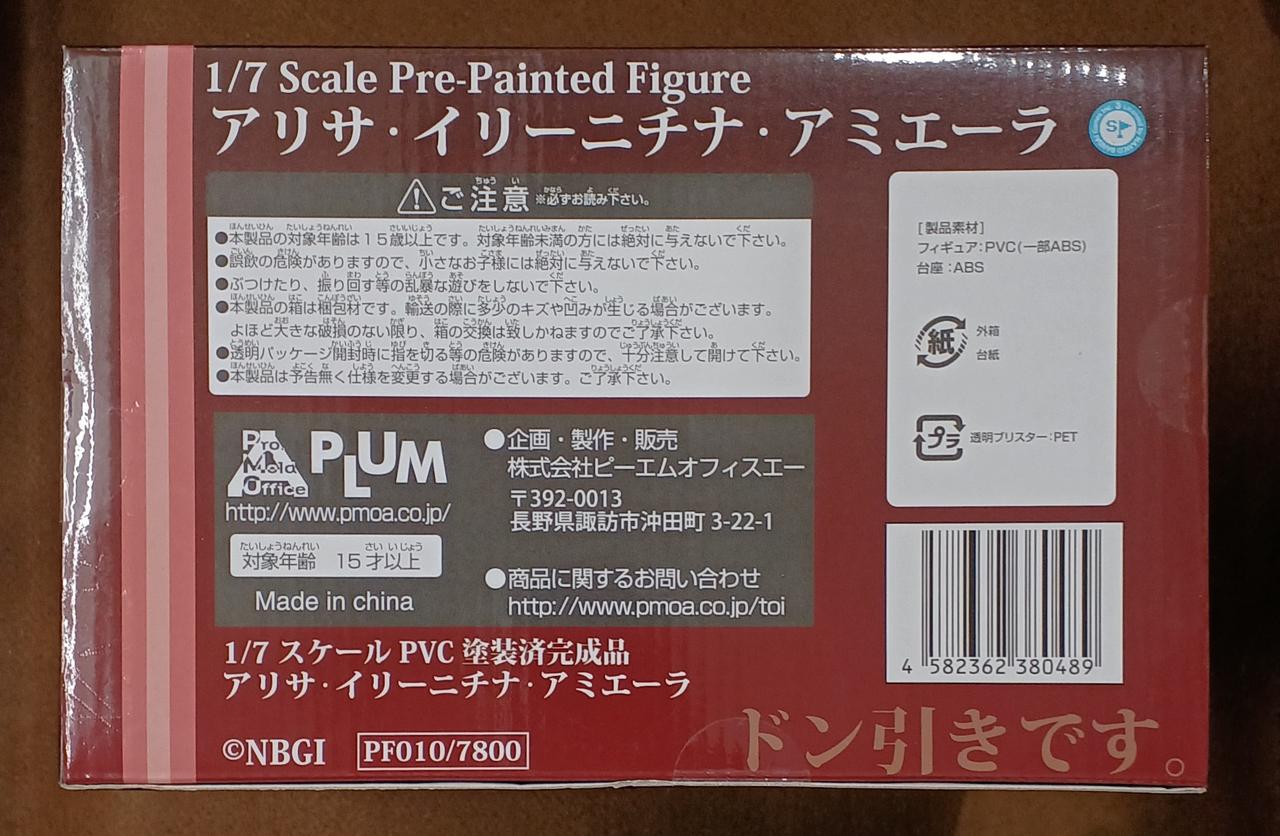 1/7 Scale Pre-Painted Figure
アリサ・イリーニチナ・アミエーラ
ご注意 ※必ずお読み下さい。
●本製品の対象年齢は15歳以上です。対象年齢未満の方には絶対に与えないで下さい。
●誤飲の危険がありますので、小さなお子様には絶対に与えないで下さい。
●ぶつけたり、振り回す等の乱暴な遊びをしないで下さい。
●本製品の箱は梱包材です。輸送の際に多少のキズや凹みが生じる場合がございます。
よほど大きな破損のない限り、箱の交換は致しかねますのでご了承下さい。
●透明パッケージ開封時に指を切る等の危険がありますので、十分注意して開けて下さい。
●本製品は予告無く仕様を変更する場合がございます。ご了承下さい。
Pro
Mold
Office
PLUM
http://www.pmoa.co.jp/
対象年齢 15才以上
Made in china
●企画・製作・販売
株式会社ピーエムオフィスエー
〒392-0013
長野県諏訪市沖田町 3-22-1
●商品に関するお問い合わせ
http://www.pmoa.co.jp/toi
1/7 スケール PVC 塗装済完成品
アリサ・イリーニチナ・アミエーラ
©NBGI
PF010/7800
[製品素材]
フィギュア:PVC(一部ABS)
台座:ABS
紙
外箱
台紙
プラ
透明ブリスター:PET
4 582362 380489
ドン引きです。